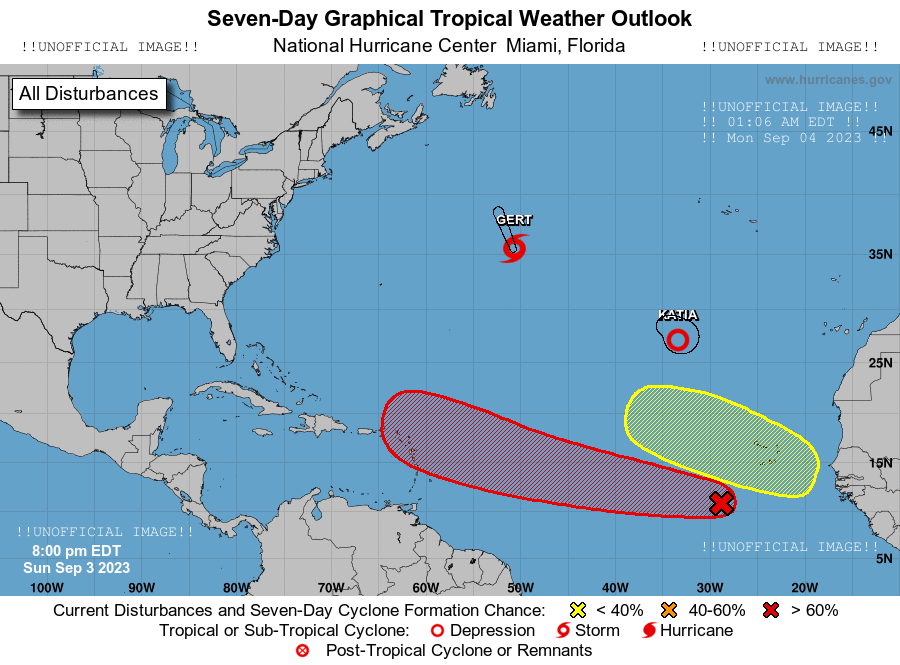 Seven-Day Graphical Tropical Weather Outlook
!!UNOFFICIAL IMAGE!!
National Hurricane Center  Miami, Florida
!!UNOFFICIAL IMAGE!!
All Disturbances
www.hurricanes.gov
!!UNOFFICIAL IMAGE!!
!! 01:06 AM EDT !!
!! Mon Sep 04 2023 !!
45N
GERT
35N
KATIA
25N
15N
!!UNOFFICIAL IMAGE!!
8:00 pm EDT
Sun Sep 3 2023
!!UNOFFICIAL IMAGE!!
5N
100W 90W 80W 70W 60W 50W 40W 30W 20W
Current Disturbances and Seven-Day Cyclone Formation Chance: < 40% 40-60% > 60%
Tropical or Sub-Tropical Cyclone: Depression Storm Hurricane
Post-Tropical Cyclone or Remnants